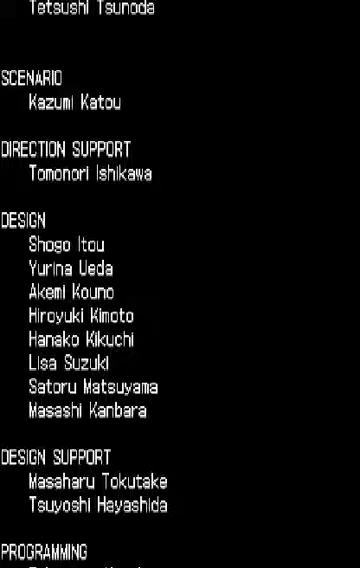 Tetsushi Tsunoda
SCENARIO
Kazumi Katou
DIRECTION SUPPORT
Tomonori Ishikawa
DESIGN
Shogo Itou
Yurina Ueda
Akemi Kouno
Hiroyuki Kimoto
Hanako Kikuchi
Lisa Suzuki
Satoru Matsuyama
Masashi Kanbara
DESIGN SUPPORT
Masaharu Tokutake
Tsuyoshi Hayashida
PROGRAMMING